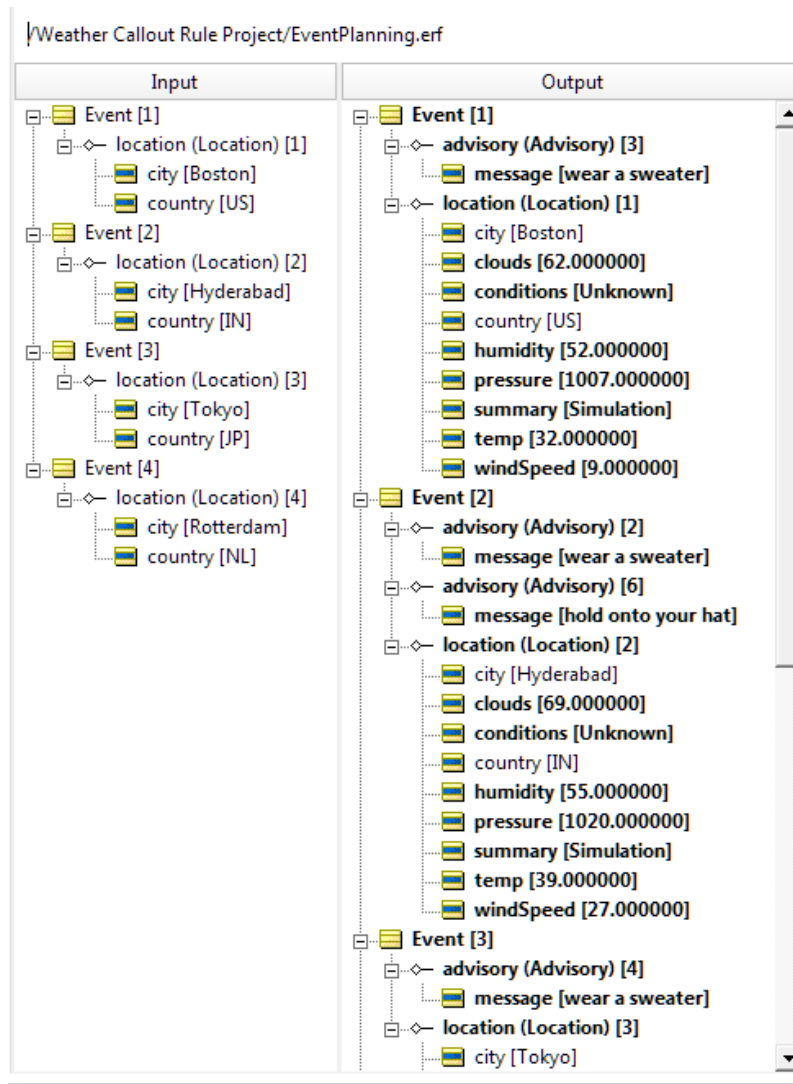 /Weather Callout Rule Project/EventPlanning.erf
Input
Event [1]
location (Location) [1]
city [Boston]
country [US]
Event [2]
location (Location) [2]
city [Hyderabad]
country [IN]
Event [3]
location (Location) [3]
city [Tokyo]
country [JP]
Event [4]
location (Location) [4]
city [Rotterdam]
country [NL]
Output
Event [1]
advisory (Advisory) [3]
message [wear a sweater]
location (Location) [1]
city [Boston]
clouds [62.000000]
conditions [Unknown]
country [US]
humidity [52.000000]
pressure [1007.000000]
summary [Simulation]
temp [32.000000]
windSpeed [9.000000]
Event [2]
advisory (Advisory) [2]
message [wear a sweater]
advisory (Advisory) [6]
message [hold onto your hat]
location (Location) [2]
city [Hyderabad]
clouds [69.000000]
conditions [Unknown]
country [IN]
humidity [55.000000]
pressure [1020.000000]
summary [Simulation]
temp [39.000000]
windSpeed [27.000000]
Event [3]
advisory (Advisory) [4]
message [wear a sweater]
location (Location) [3]
city [Tokyo]